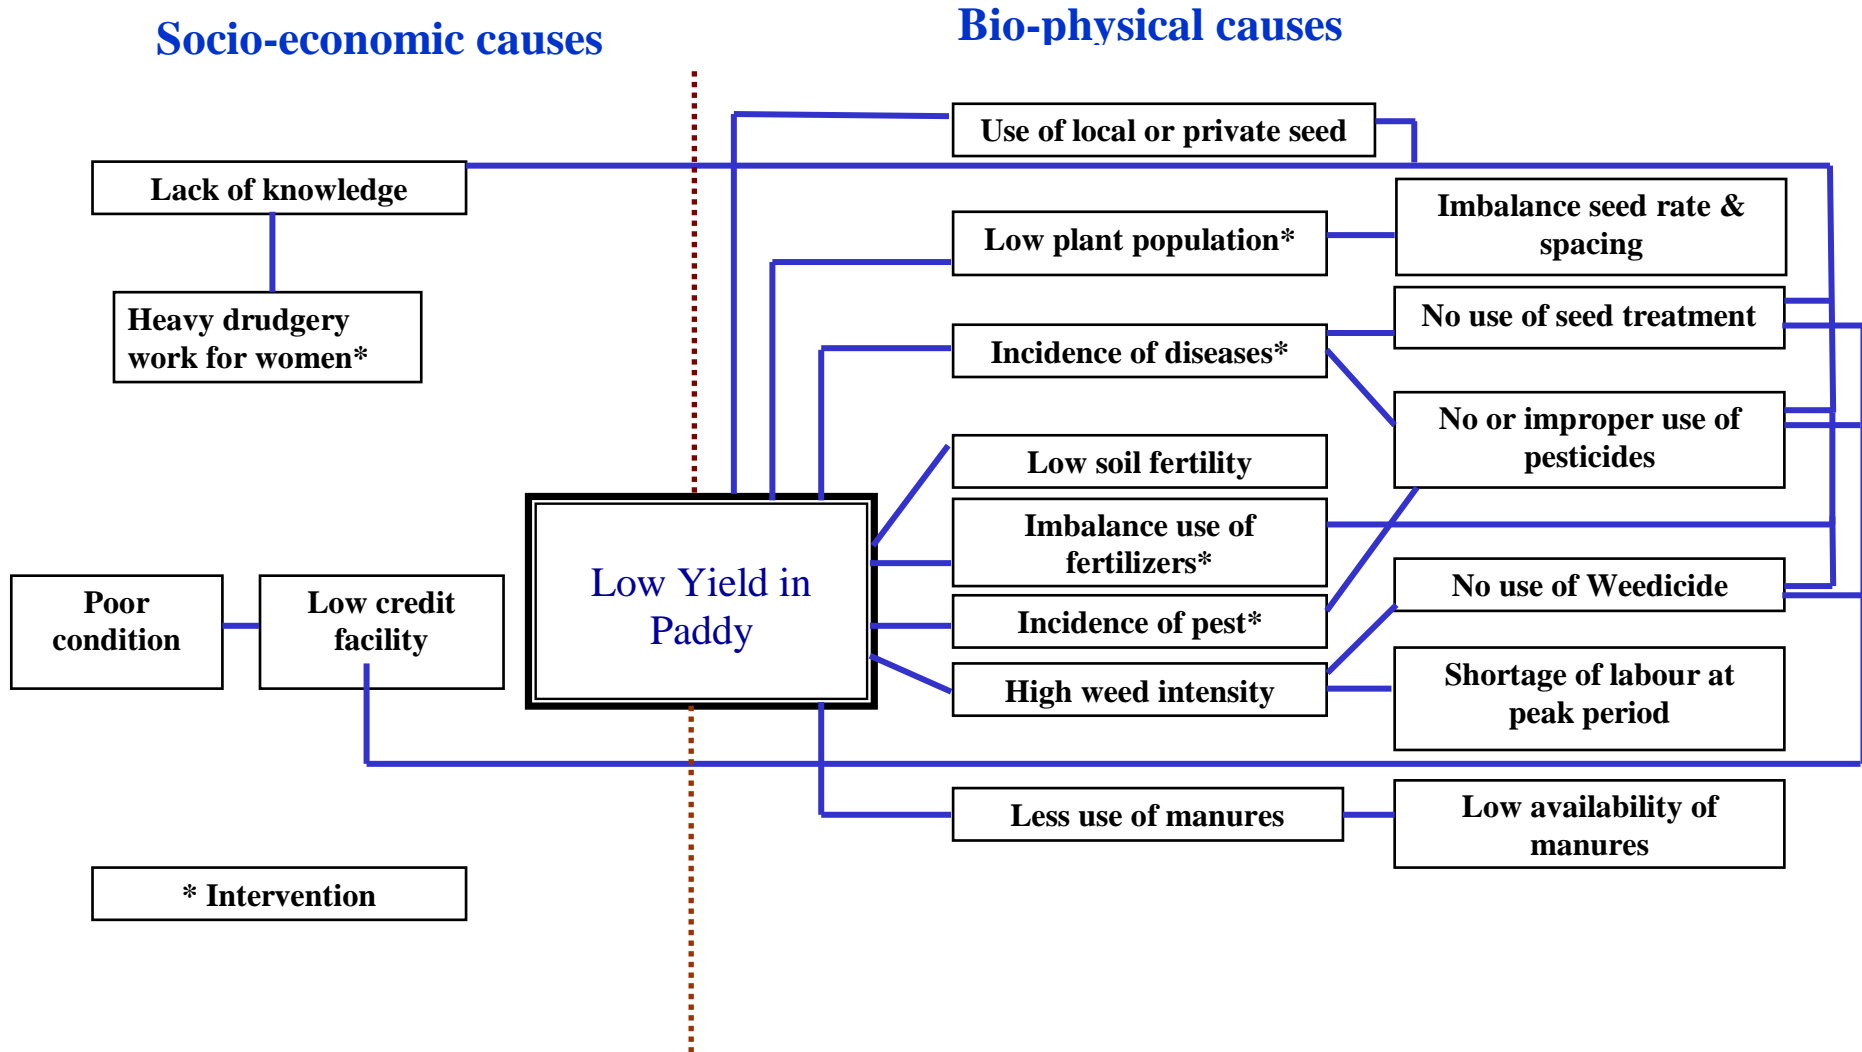 Socio-economic causes
Bio-physical causes
Use of local or private seed
Lack of knowledge
Imbalance seed rate &
spacing
Low plant population*
Heavy drudgery
work for women*
No use of seed treatment
Incidence of diseases*
No or improper use of
pesticides
Low soil fertility
Imbalance use of
fertilizers*
Low Yield in
Paddy
Poor
condition
Low credit
facility
No use of Weedicide
Incidence of pest*
High weed intensity
Shortage of labour at
peak period
Less use of manures
Low availability of
manures
* Intervention